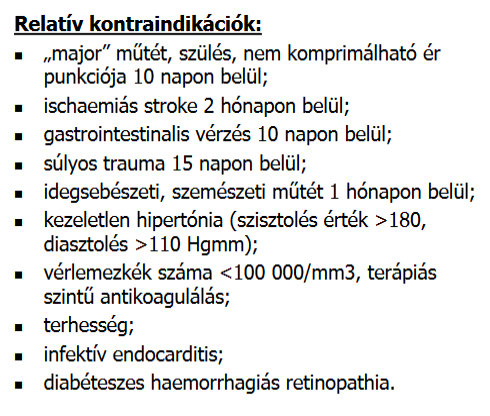 Relatív kontraindikációk:
▪ „major” műtét, szülés, nem komprimálható ér
punkciója 10 napon belül;
▪ ischaemiás stroke 2 hónapon belül;
▪ gastrointestinalis vérzés 10 napon belül;
▪ súlyos trauma 15 napon belül;
▪ idegsebészeti, szemészeti műtét 1 hónapon belül;
▪ kezeletlen hipertónia (szisztolés érték >180,
diasztolés >110 Hgmm);
▪ vérlemezkék száma <100 000/mm3, terápiás
szintű antikoagulálás;
▪ terhesség;
▪ infektív endocarditis;
▪ diabéteszes haemorrhagiás retinopathia.